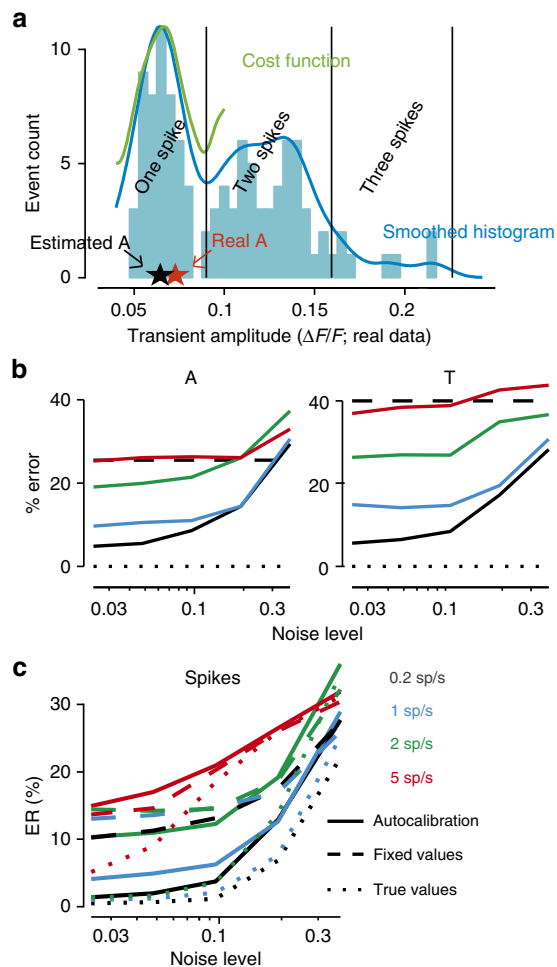 a
10
5
0
Event count
Cost function
One spike
Two spikes
Three spikes
Smoothed histogram
Estimated A
Real A
0.05
0.1
0.15
0.2
Transient amplitude (ΔF/F; real data)
b
A
T
40
20
0
% error
40
20
0
0.03
0.1
0.3
Noise level
0.03
0.1
0.3
Noise level
c
Spikes
30
20
10
0
ER (%)
0.03
0.1
0.3
Noise level
0.2 sp/s
1 sp/s
2 sp/s
5 sp/s
Autocalibration
Fixed values
True values